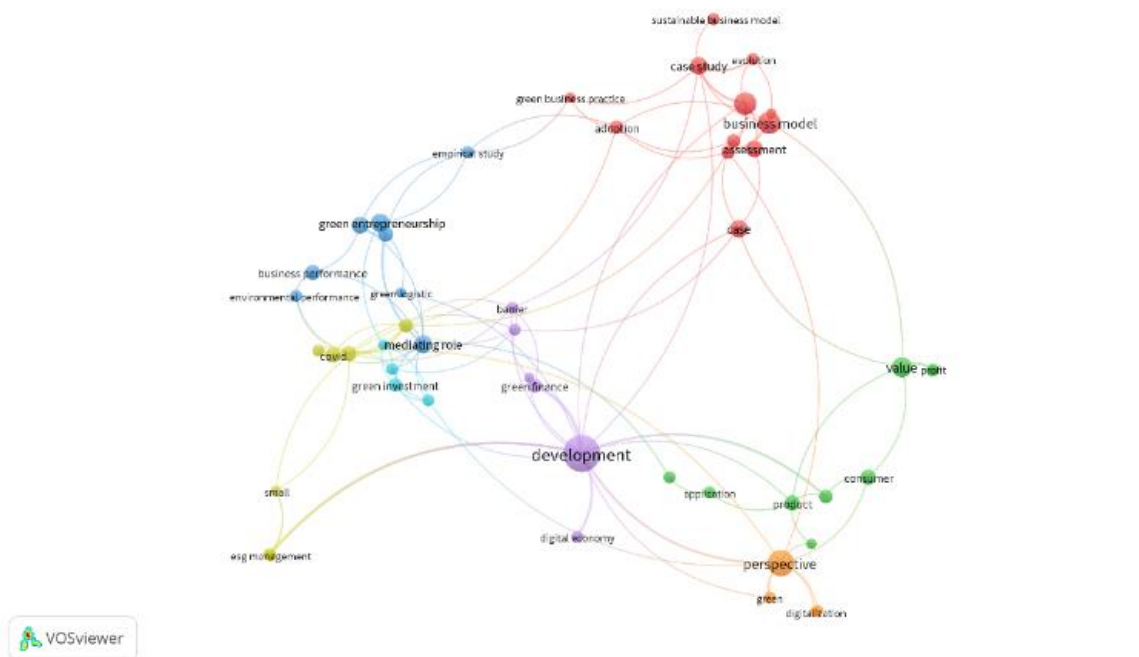 sustainable business model
case study
evolution
green business practice
business model
adoption
assessment
empirical study
green entrepreneurship
case
business performance
environmental performance
green logistic
barrier
mediating role
covid
value
profit
green investment
green finance
development
consumer
small
application
product
digital economy
esg management
perspective
green
digitalization
VOSviewer